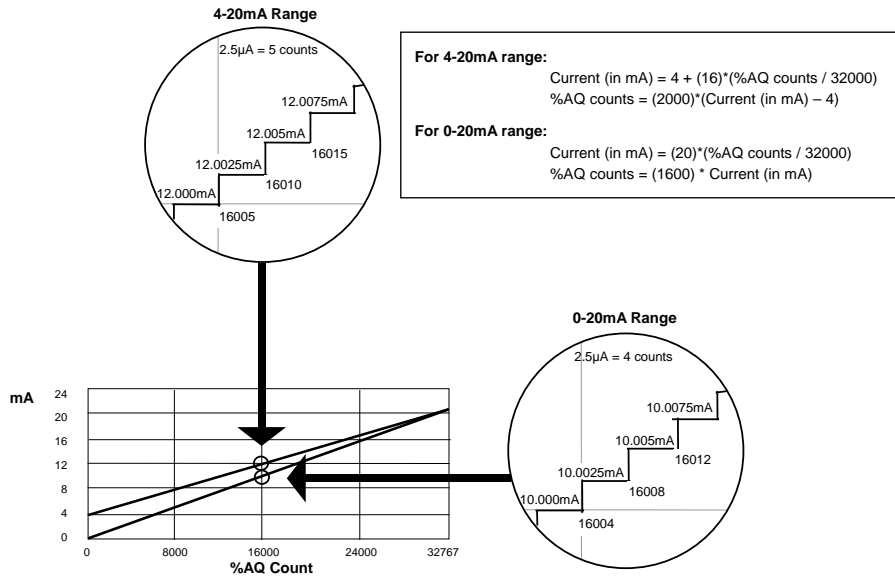 4-20mA Range
2.5µA = 5 counts
12.0075mA
12.005mA
16015
12.0025mA
16010
12.000mA
16005
For 4-20mA range:
Current (in mA) = 4 + (16)*(%AQ counts / 32000)
%AQ counts = (2000)*(Current (in mA) – 4)
For 0-20mA range:
Current (in mA) = (20)*(%AQ counts / 32000)
%AQ counts = (1600) * Current (in mA)
0-20mA Range
2.5µA = 4 counts
10.0075mA
10.005mA
16012
10.0025mA
16008
10.000mA
16004
mA
24
20
16
12
8
4
0
0 8000 16000 24000 32767
%AQ Count